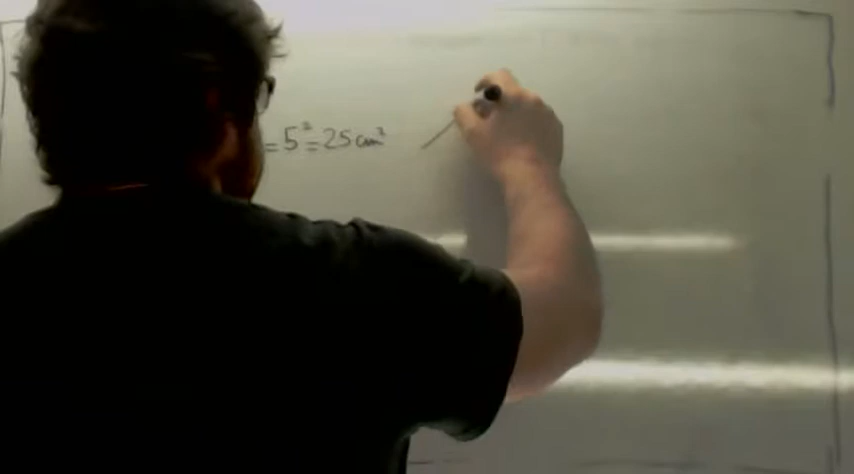 = 5² = 25 cm²